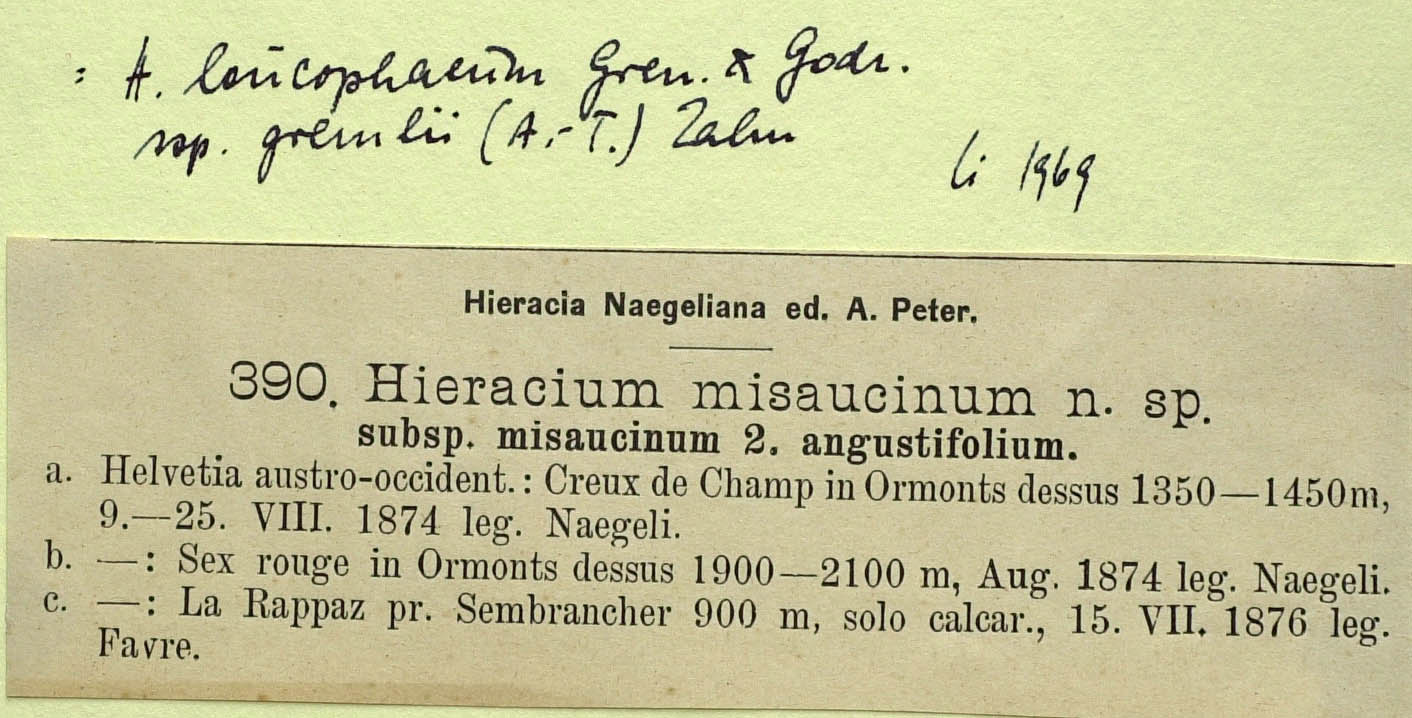 = H. leucophaeum Gren. & Godr.
ssp. gremlii (A.-T.) Zahn
Li 1969
Hieracia Naegeliana ed. A. Peter.
390. Hieracium misaucinum n. sp.
subsp. misaucinum 2. angustifolium.
a. Helvetia austro-occident.: Creux de Champ in Ormonts dessus 1350—1450m,
9.—25. VIII. 1874 leg. Naegeli.
b. —: Sex rouge in Ormonts dessus 1900—2100 m, Aug. 1874 leg. Naegeli.
c. —: La Rappaz pr. Sembrancher 900 m, solo calcar., 15. VII. 1876 leg.
Favre.